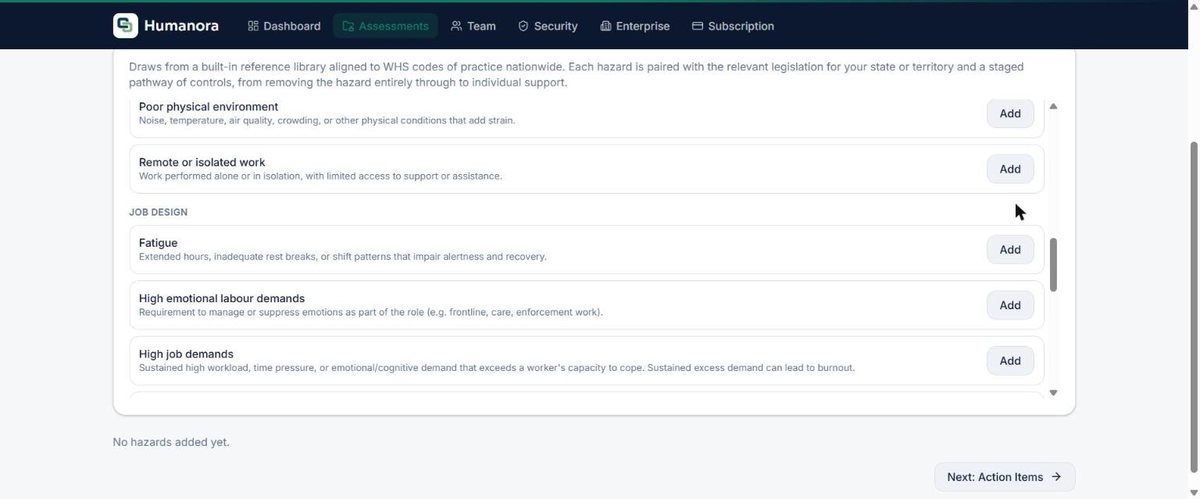 Humanora
Dashboard
Assessments
Team
Security
Enterprise
Subscription
Draws from a built-in reference library aligned to WHS codes of practice nationwide. Each hazard is paired with the relevant legislation for your state or territory and a staged
pathway of controls, from removing the hazard entirely through to individual support.
Poor physical environment
Noise, temperature, air quality, crowding, or other physical conditions that add strain.
Add
Remote or isolated work
Work performed alone or in isolation, with limited access to support or assistance.
Add
JOB DESIGN
Fatigue
Extended hours, inadequate rest breaks, or shift patterns that impair alertness and recovery.
Add
High emotional labour demands
Requirement to manage or suppress emotions as part of the role (e.g. frontline, care, enforcement work).
Add
High job demands
Sustained high workload, time pressure, or emotional/cognitive demand that exceeds a worker's capacity to cope. Sustained excess demand can lead to burnout.
Add
No hazards added yet.
Next: Action Items →